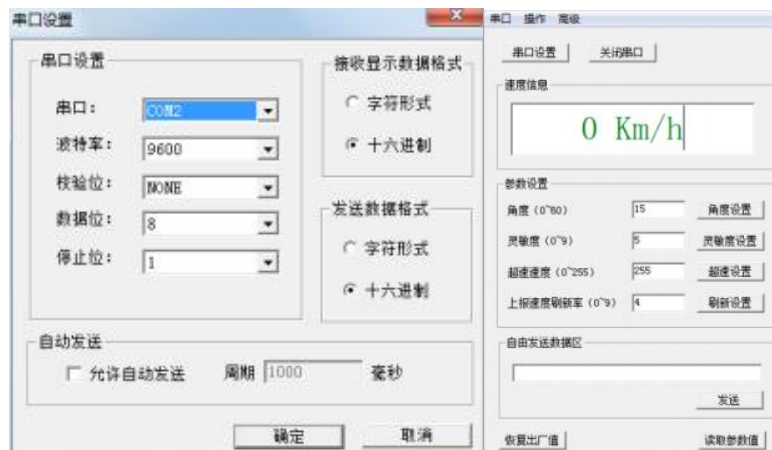 串口设置
串口设置
串口: COM2
波特率: 9600
校验位: NONE
数据位: 8
停止位: 1
接收显示数据格式
字符形式
十六进制
发送数据格式
字符形式
十六进制
自动发送
允许自动发送 周期 1000 毫秒
确定 取消
串口 操作 高级
串口设置 关闭串口
速度信息
0 Km/h
参数设置
角度(0~60) 15 角度设置
灵敏度(0~9) 5 灵敏度设置
超速速度(0~255) 255 超速设置
上报速度刷新率(0~9) 4 刷新设置
自由发送数据区
发送
恢复出厂值 读取参数值